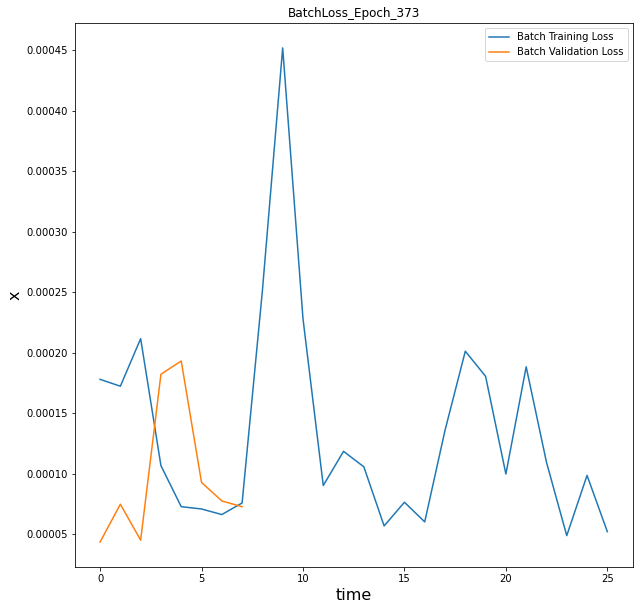 BatchLoss_Epoch_373
Batch Training Loss
Batch Validation Loss
0.00045
0.00040
0.00035
0.00030
0.00025
0.00020
0.00015
0.00010
0.00005
x
0 5 10 15 20 25
time